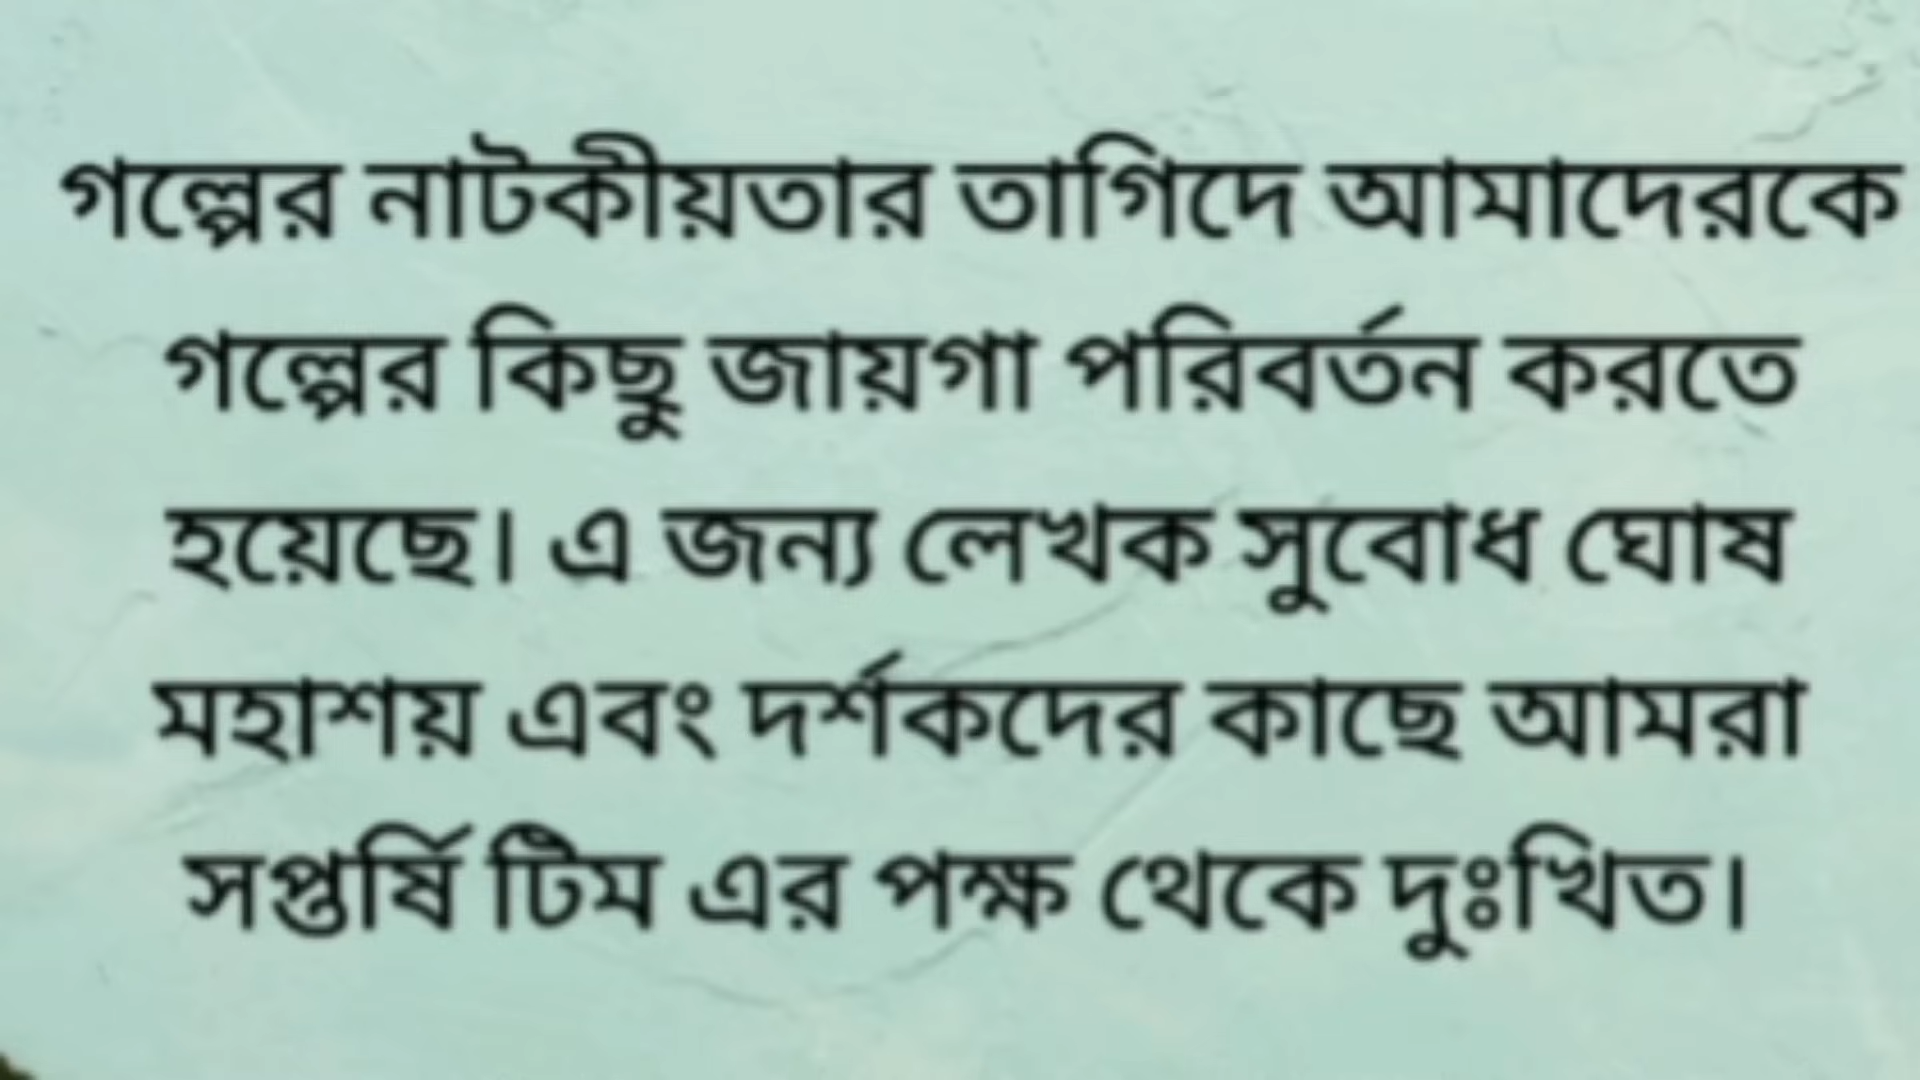 গল্পের নাটকীয়তার তাগিদে আমাদেরকে
গল্পের কিছু জায়গা পরিবর্তন করতে
হয়েছে। এ জন্য লেখক সুবোধ ঘোষ
মহাশয় এবং দর্শকদের কাছে আমরা
সপ্তর্ষি টিম এর পক্ষ থেকে দুঃখিত।